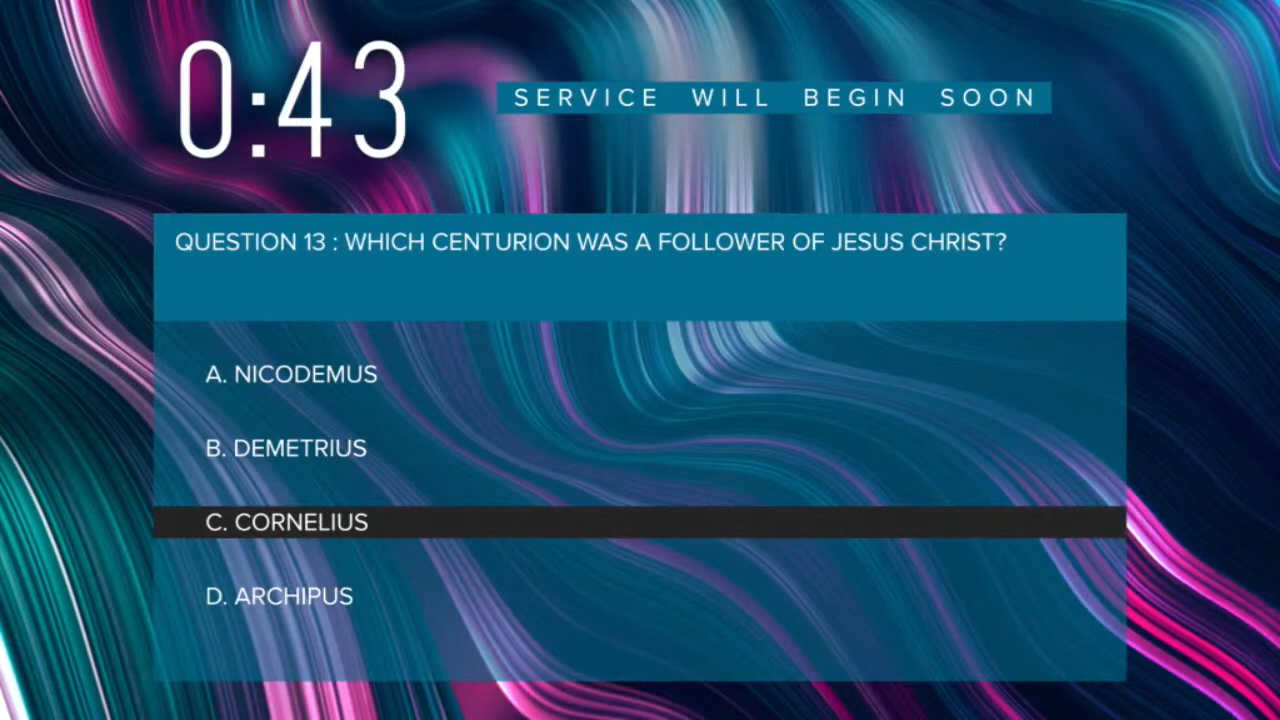 0:43
SERVICE WILL BEGIN SOON
QUESTION 13 : WHICH CENTURION WAS A FOLLOWER OF JESUS CHRIST?
A. NICODEMUS
B. DEMETRIUS
C. CORNELIUS
D. ARCHIPUS